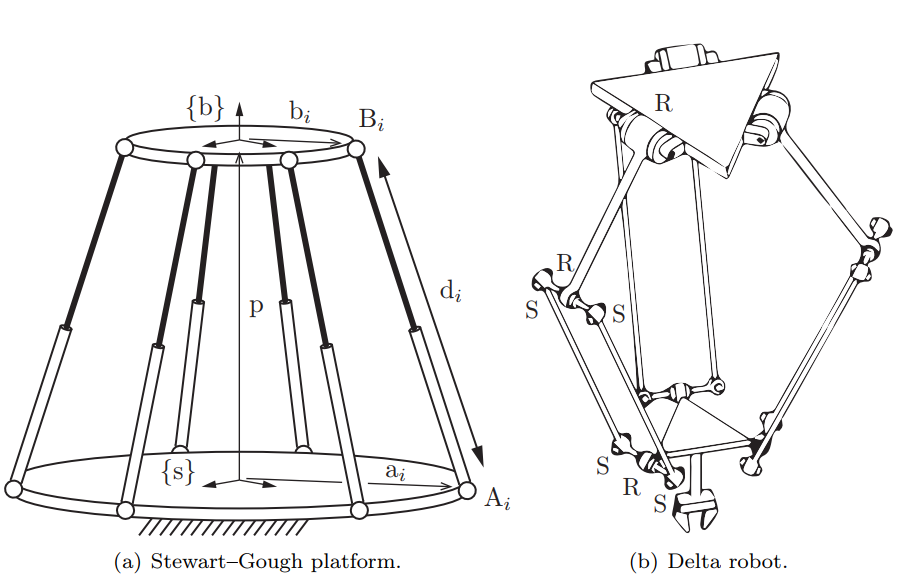 {b}
b_i
B_i
d_i
p
{s}
a_i
A_i
(a) Stewart–Gough platform.
R
R
S
S
S
R
S
(b) Delta robot.